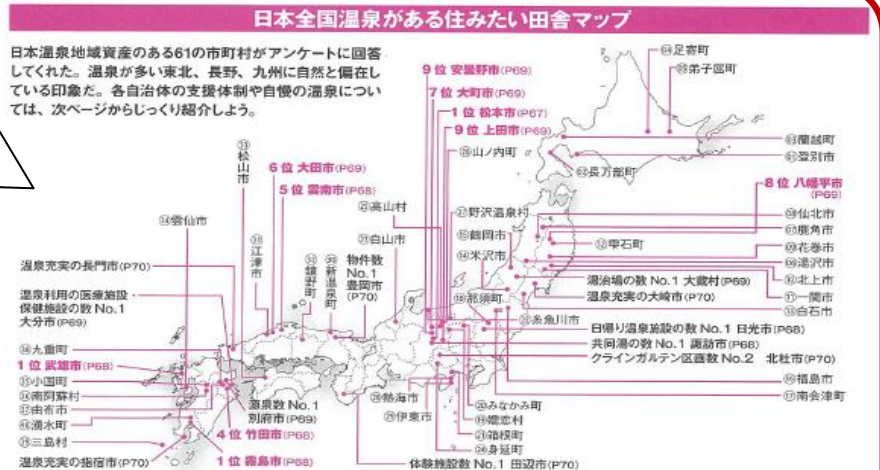 日本全国温泉がある住みたい田舎マップ
日本温泉地域資産のある61の市町村がアンケートに回答
してくれた。温泉が多い東北、長野、九州に自然と偏在し
ている印象だ。各自治体の支援体制や自慢の温泉につい
ては、次ページからじっくり紹介しよう。
足寄町
弟子屈町
9位 安曇野市(P69)
7位 大町市(P69)
1位 松本市(P67)
9位 上田市(P69)
山ノ内町
蘭越町
登別市
長万部町
松山市
6位 大田市(P69)
5位 雲南市(P68)
高山村
8位 八幡平市
(P69)
野沢温泉村
仙北市
雲仙市
白山市
鶴岡市
鹿角市
雫石町
江津市
鏡野町
新温泉町
物件数
No.1
豊岡市
(P70)
米沢市
花巻市
湯沢市
温泉充実の長門市(P70)
湯治場の数 No.1 大蔵村(P69)
北上市
那須町
温泉充実の大崎市(P70)
一関市
温泉利用の医療施設
保健施設の数 No.1
大分市(P69)
糸魚川市
白石市
日帰り温泉施設の数 No.1 日光市(P68)
共同湯の数 No.1 諏訪市(P68)
九重町
クラインガルテン区画数 No.2 北杜市(P70)
1位 武雄市(P68)
小国町
福島市
南阿蘇村
源泉数 No.1
別府市(P69)
熱海市
南会津町
由布市
伊東市
みなかみ町
湧水町
嬬恋村
4位 竹田市(P68)
箱根町
三島村
身延町
温泉充実の指宿市(P70)
1位 霧島市(P68)
体験施設数 No.1 田辺市(P70)